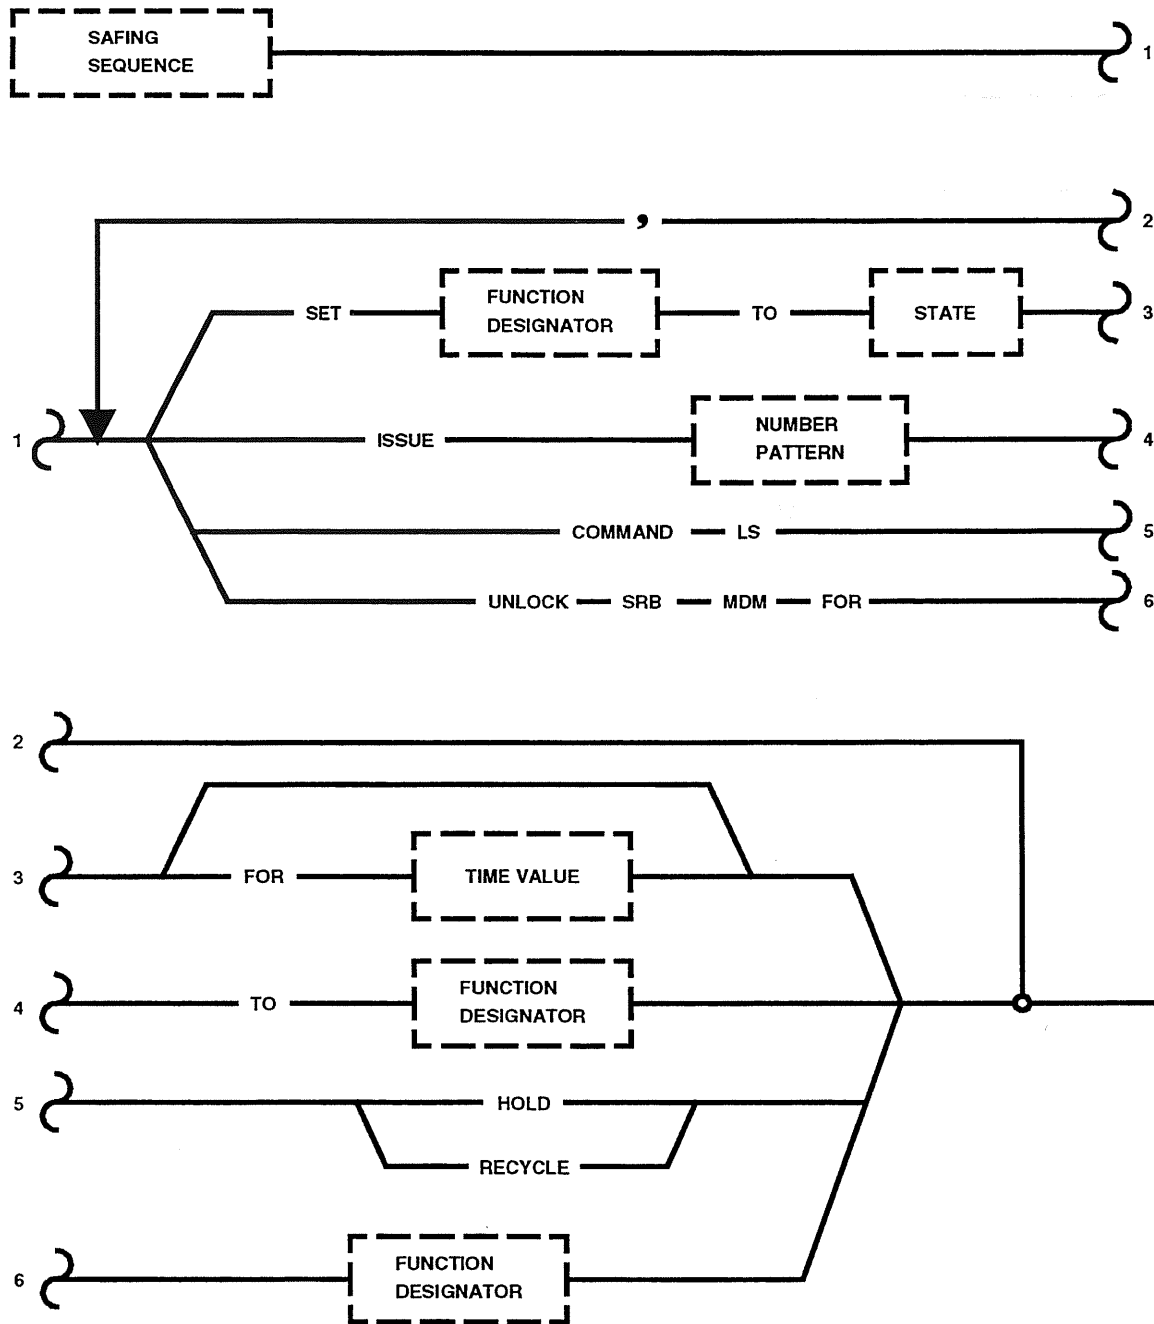 SAFING
SEQUENCE
1
,
2
SET
FUNCTION
DESIGNATOR
TO
STATE
3
1
ISSUE
NUMBER
PATTERN
4
COMMAND LS
5
UNLOCK SRB MDM FOR
6
2
3
FOR
TIME VALUE
4
TO
FUNCTION
DESIGNATOR
5
HOLD
RECYCLE
6
FUNCTION
DESIGNATOR